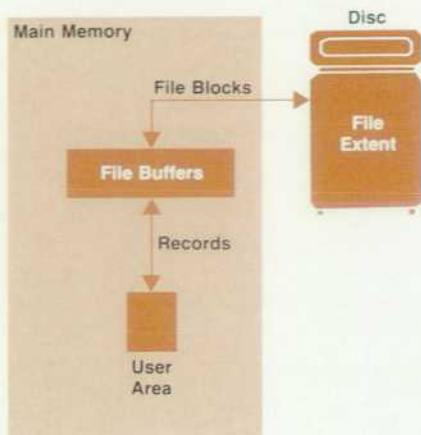 Disc
Main Memory
File Blocks
File
Extent
File Buffers
Records
User
Area